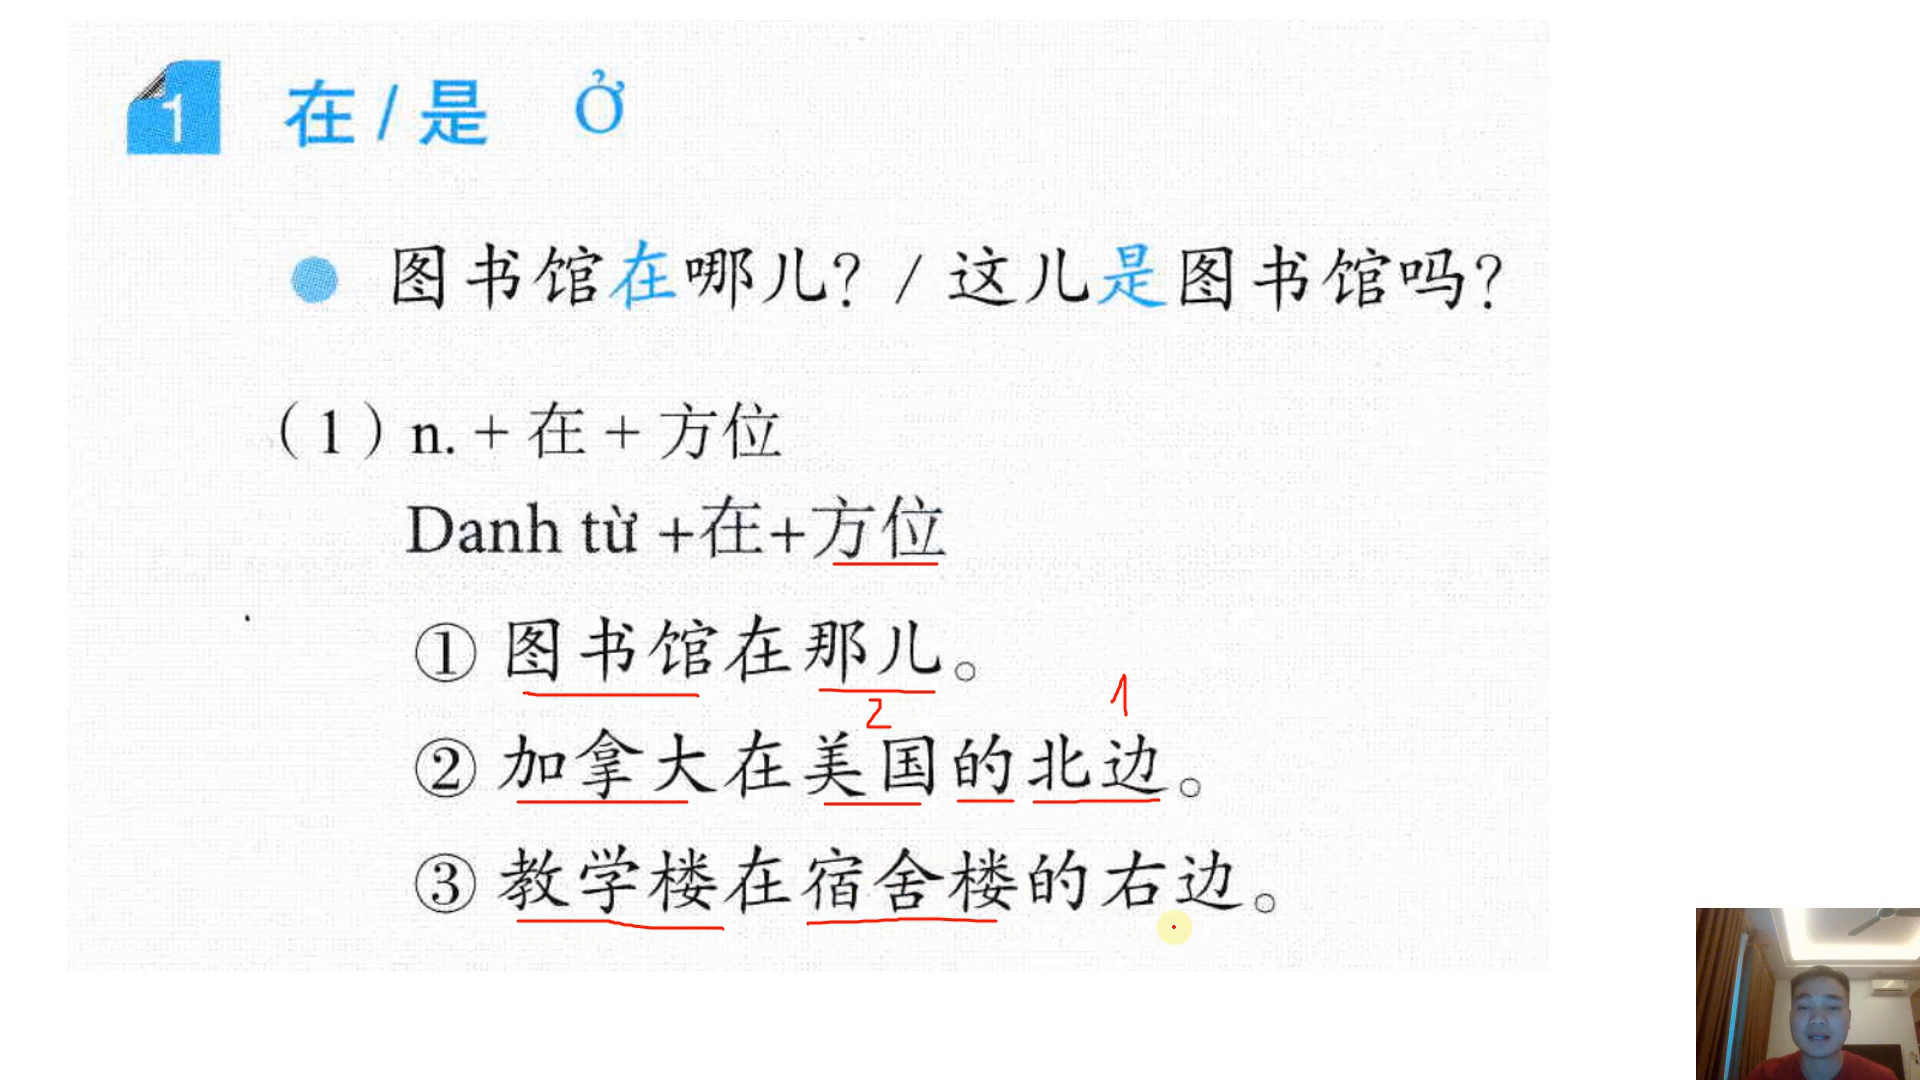 1 在 / 是 Ở
图书馆在哪儿? / 这儿是图书馆吗?
（1）n. + 在 + 方位
Danh từ +在+方位
① 图书馆在那儿。
2 1
② 加拿大在美国的北边。
③ 教学楼在宿舍楼的右边。